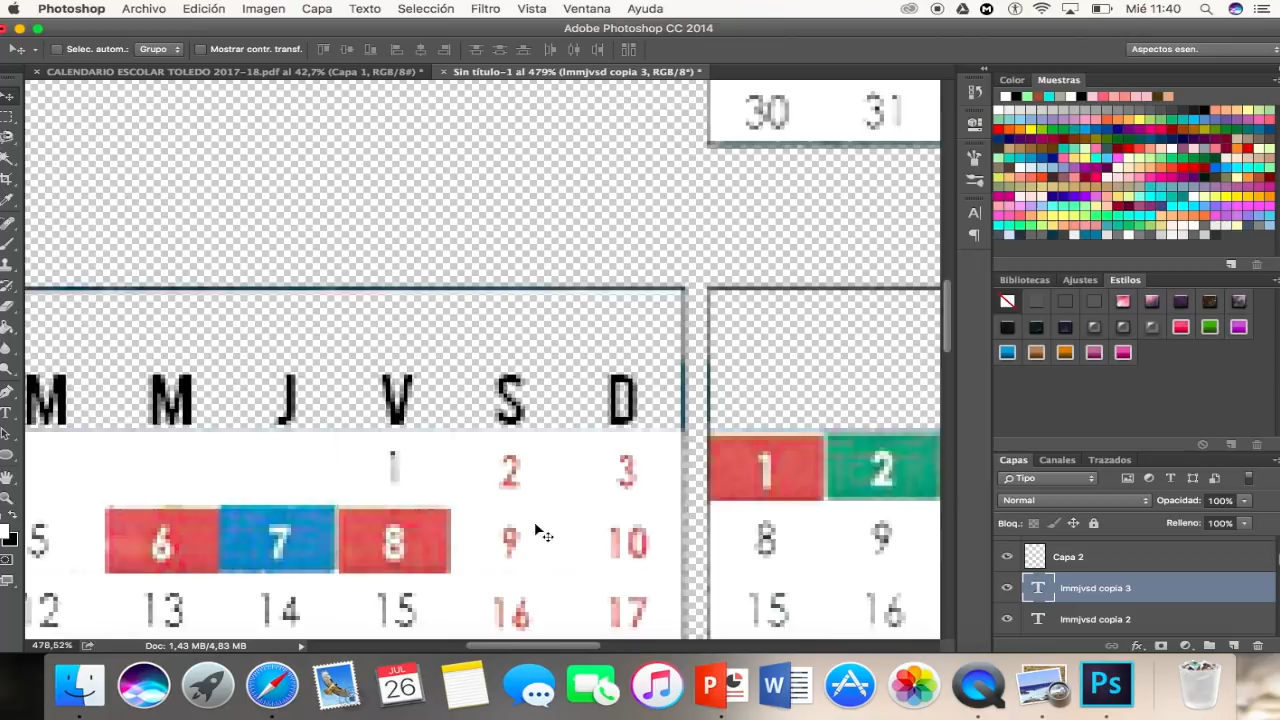 Photoshop Archivo Edición Imagen Capa Texto Selección Filtro Vista Ventana Ayuda Mié 11:40
Adobe Photoshop CC 2014
Selec. autom.: Grupo Mostrar contr. transf. Aspectos esen.
× CALENDARIO ESCOLAR TOLEDO 2017-18.pdf al 42,7% (Capa 1, RGB/8#) * × Sin título-1 al 479% (lmmjvsd copia 3, RGB/8*) *
Color Muestras
30 31
Bibliotecas Ajustes Estilos
M M J V S D
1 2 3 1 2
5 6 7 8 9 10 8 9
12 13 14 15 16 17 15 16
Capas Canales Trazados
Tipo
Normal Opacidad: 100%
Bloq.: Relleno: 100%
Capa 2
T lmmjvsd copia 3
T lmmjvsd copia 2
478,52% Doc: 1,43 MB/4,83 MB
fx
JUL
26
P W Ps